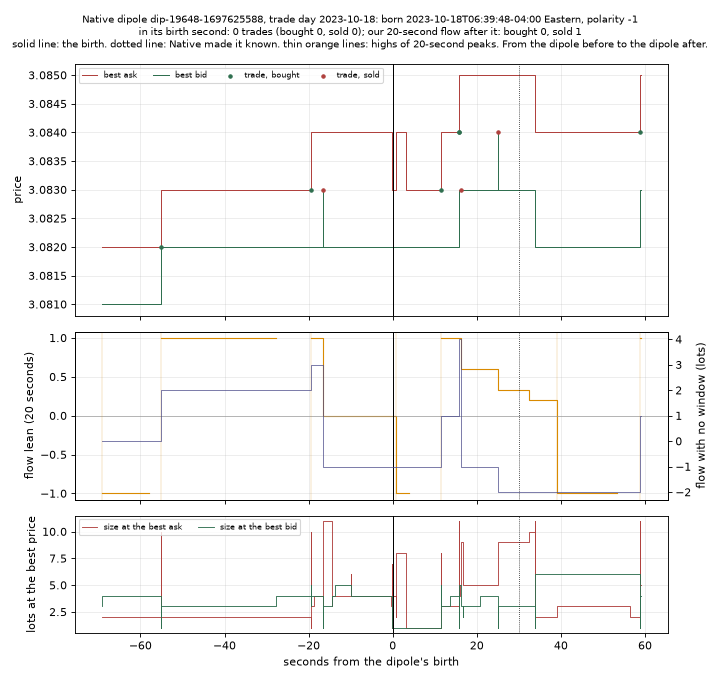 Native dipole dip-19648-1697625588, trade day 2023-10-18: born 2023-10-18T06:39:48-04:00 Eastern, polarity -1
in its birth second: 0 trades (bought 0, sold 0); our 20-second flow after it: bought 0, sold 1
solid line: the birth. dotted line: Native made it known. thin orange lines: highs of 20-second peaks. From the dipole before to the dipole after.
best ask best bid trade, bought trade, sold
3.0850
3.0845
3.0840
3.0835
3.0830
3.0825
3.0820
3.0815
3.0810
price
1.0
0.5
0.0
−0.5
−1.0
flow lean (20 seconds)
4
3
2
1
0
−1
−2
flow with no window (lots)
size at the best ask size at the best bid
10.0
7.5
5.0
2.5
lots at the best price
−60 −40 −20 0 20 40 60
seconds from the dipole's birth